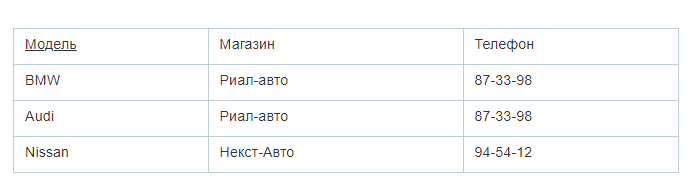 Модель Магазин Телефон
BMW Риал-авто 87-33-98
Audi Риал-авто 87-33-98
Nissan Некст-Авто 94-54-12